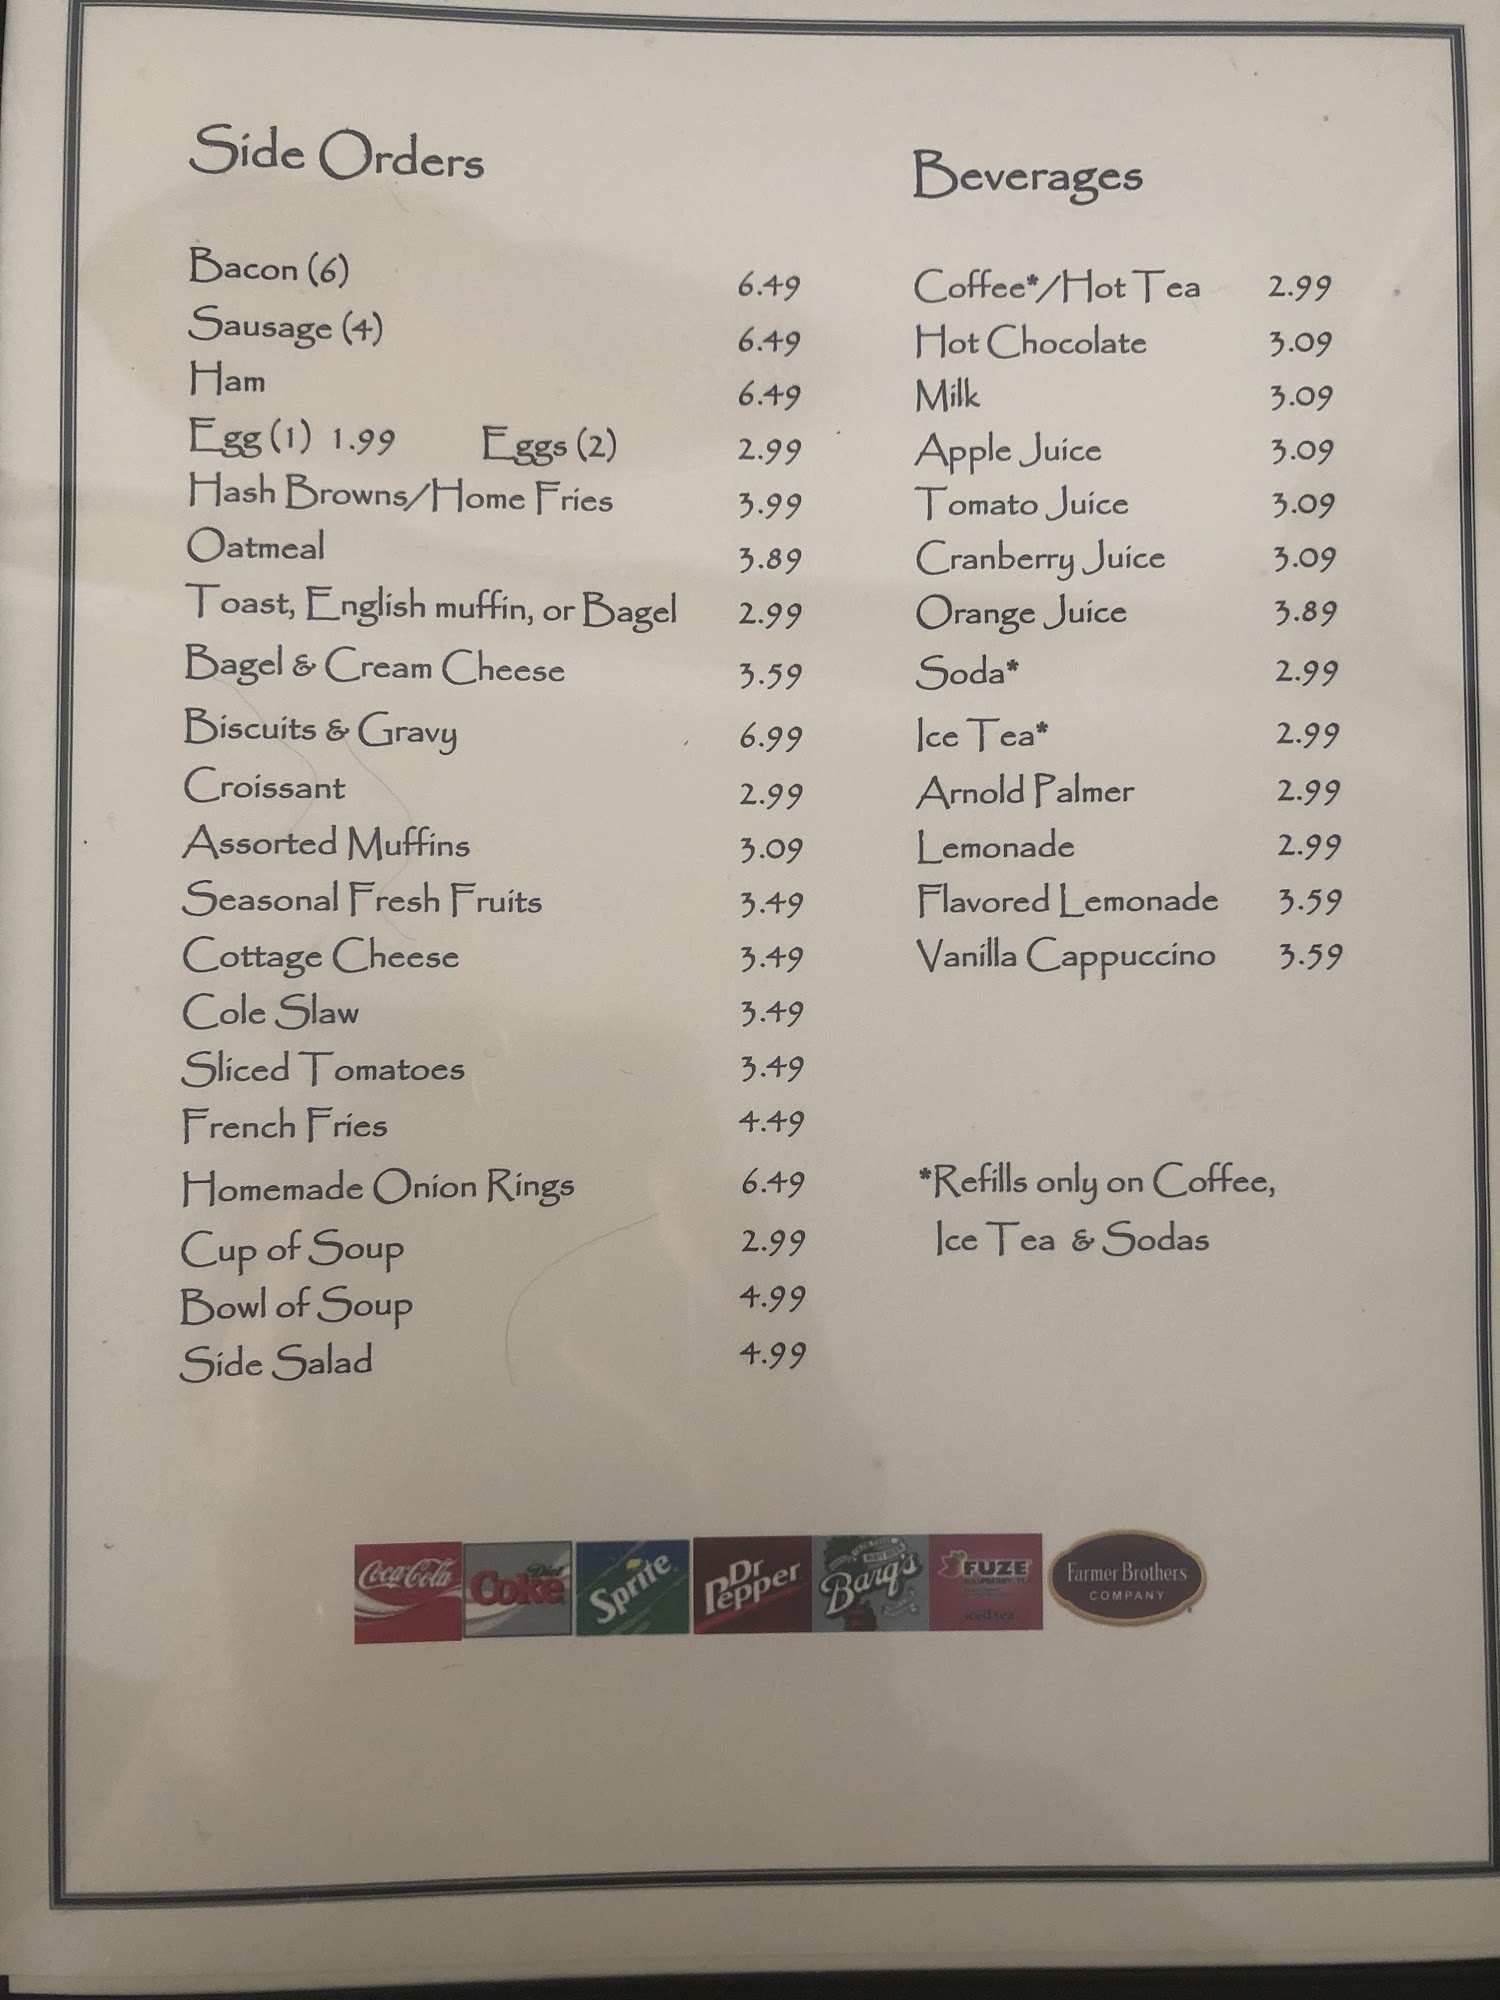 Side Orders
Bacon (6) 6.49
Sausage (4) 6.49
Ham 6.49
Egg (1) 1.99 Eggs (2) 2.99
Hash Browns/Home Fries 3.99
Oatmeal 3.89
Toast, English muffin, or Bagel 2.99
Bagel & Cream Cheese 3.59
Biscuits & Gravy 6.99
Croissant 2.99
Assorted Muffins 3.09
Seasonal Fresh Fruits 3.49
Cottage Cheese 3.49
Cole Slaw 3.49
Sliced Tomatoes 3.49
French Fries 4.49
Homemade Onion Rings 6.49
Cup of Soup 2.99
Bowl of Soup 4.99
Side Salad 4.99
Beverages
Coffee*/Hot Tea 2.99
Hot Chocolate 3.09
Milk 3.09
Apple Juice 3.09
Tomato Juice 3.09
Cranberry Juice 3.09
Orange Juice 3.89
Soda* 2.99
Ice Tea* 2.99
Arnold Palmer 2.99
Lemonade 2.99
Flavored Lemonade 3.59
Vanilla Cappuccino 3.59
*Refills only on Coffee,
Ice Tea & Sodas
Coca-Cola
Diet
Coke
Sprite
Dr
Pepper
Barq's
FUZE
RASPBERRY TEA
iced tea
Farmer Brothers
COMPANY